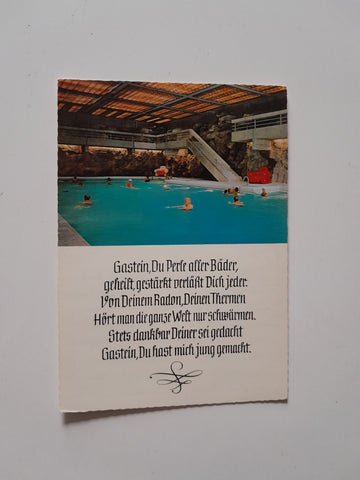 Gastein, Du Perle aller Bäder,
geheilt, gestärkt verläßt Dich jeder.
Von Deinem Radon, Deinen Thermen
Hört man die ganze Welt nur schwärmen.
Stets dankbar Deiner sei gedacht
Gastein, Du hast mich jung gemacht.